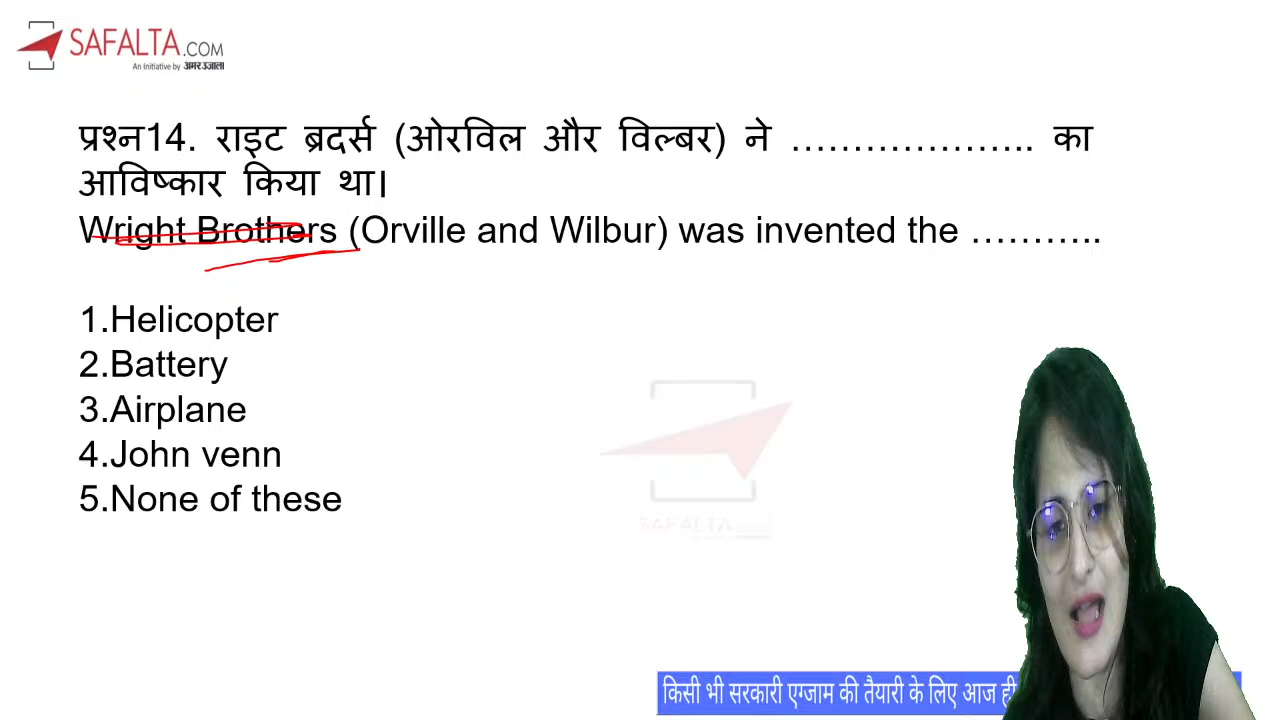 SAFALTA.COM
An Initiative by अमर उजाला
प्रश्न14. राइट ब्रदर्स (ओरविल और विल्बर) ने ………………….. का
आविष्कार किया था।
Wright Brothers (Orville and Wilbur) was invented the ………..
1.Helicopter
2.Battery
3.Airplane
4.John venn
5.None of these
SAFALTA
किसी भी सरकारी एग्जाम की तैयारी के लिए आज ही